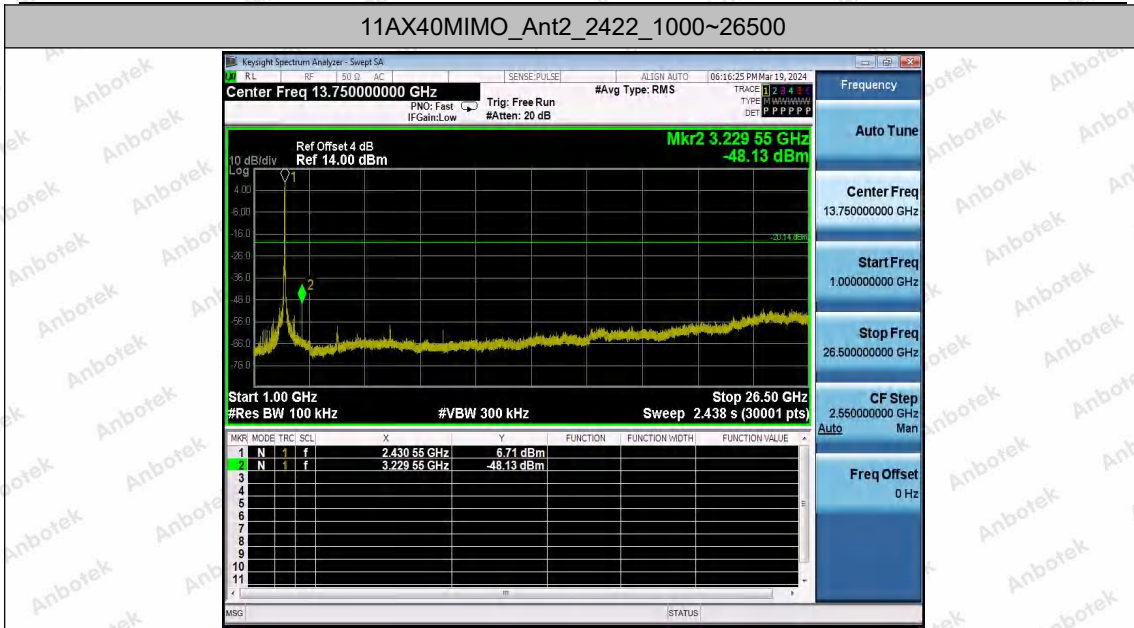 11AX40MIMO_Ant2_2422_1000~26500
Keysight Spectrum Analyzer - Swept SA
RL RF 50 Ω AC SENSE:PULSE ALIGN AUTO 06:16:25 PM Mar 19, 2024
Center Freq 13.750000000 GHz
PNO: Fast
IFGain:Low
Trig: Free Run
#Atten: 20 dB
#Avg Type: RMS
TRACE 1 2 3 4 5 6
TYPE M WWWWW
DET P P P P P P
Mkr2 3.229 55 GHz
-48.13 dBm
Ref Offset 4 dB
10 dB/div Ref 14.00 dBm
Log
1
4.00
-6.00
-16.0
-20.14 dBm
-26.0
-36.0
2
-46.0
-56.0
-66.0
-76.0
Start 1.00 GHz Stop 26.50 GHz
#Res BW 100 kHz #VBW 300 kHz Sweep 2.438 s (30001 pts)
MKR MODE TRC SCL X Y FUNCTION FUNCTION WIDTH FUNCTION VALUE
1 N 1 f 2.430 55 GHz 6.71 dBm
2 N 1 f 3.229 55 GHz -48.13 dBm
3
4
5
6
7
8
9
10
11
MSG STATUS
Frequency
Auto Tune
Center Freq
13.750000000 GHz
Start Freq
1.000000000 GHz
Stop Freq
26.500000000 GHz
CF Step
2.550000000 GHz
Auto Man
Freq Offset
0 Hz
Anbotek